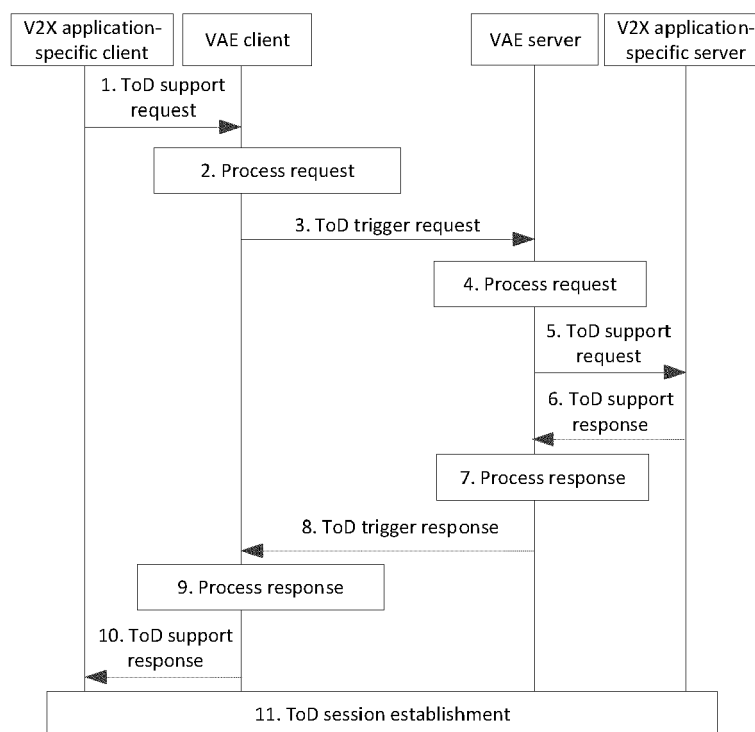 V2X application-
specific client
VAE client
VAE server
V2X application-
specific server
1. ToD support
request
2. Process request
3. ToD trigger request
4. Process request
5. ToD support
request
6. ToD support
response
7. Process response
8. ToD trigger response
9. Process response
10. ToD support
response
11. ToD session establishment